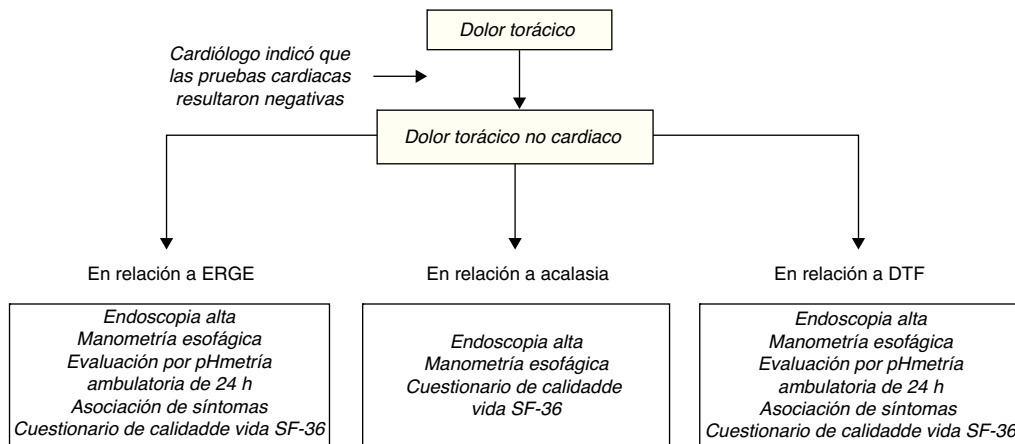 Dolor torácico
Cardiólogo indicó que
las pruebas cardiacas
resultaron negativas
Dolor torácico no cardiaco
En relación a ERGE
Endoscopia alta
Manometría esofágica
Evaluación por pHmetría
ambulatoria de 24 h
Asociación de síntomas
Cuestionario de calidadde vida SF-36
En relación a acalasia
Endoscopia alta
Manometría esofágica
Cuestionario de calidadde
vida SF-36
En relación a DTF
Endoscopia alta
Manometría esofágica
Evaluación por pHmetría
ambulatoria de 24 h
Asociación de síntomas
Cuestionario de calidadde vida SF-36